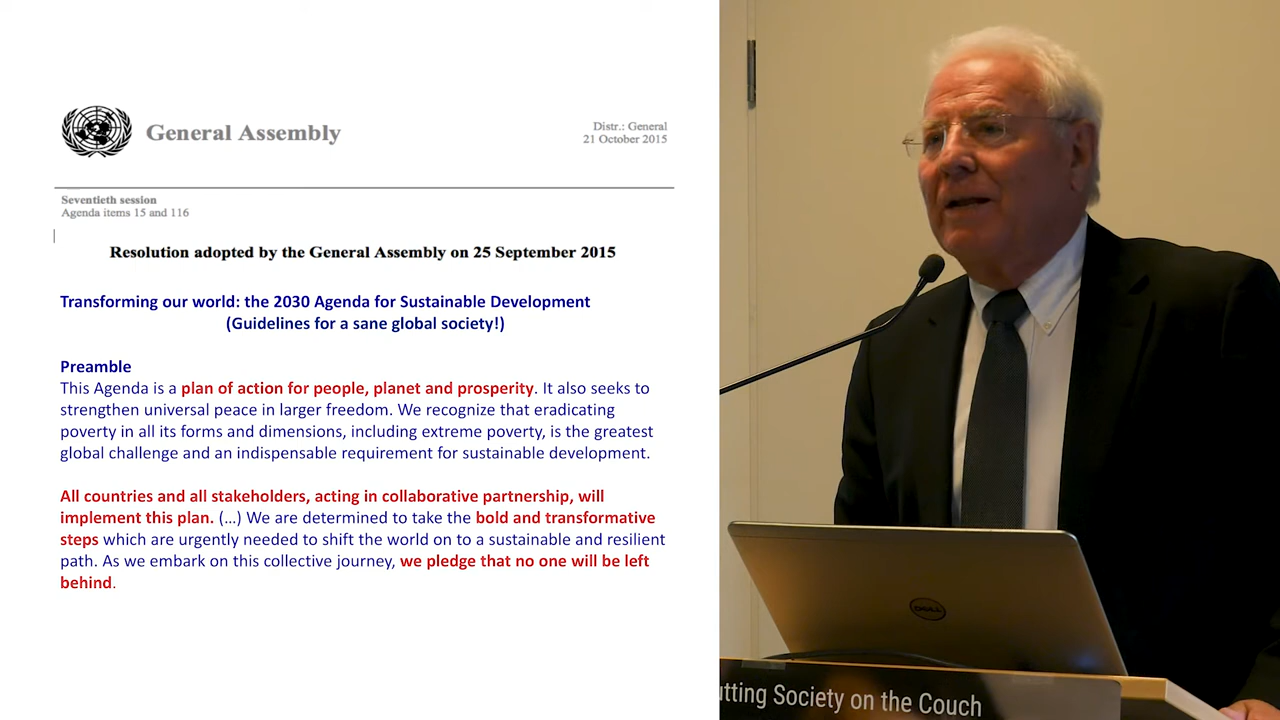 General Assembly
Distr.: General
21 October 2015
Seventieth session
Agenda items 15 and 116
Resolution adopted by the General Assembly on 25 September 2015
Transforming our world: the 2030 Agenda for Sustainable Development
(Guidelines for a sane global society!)
Preamble
This Agenda is a plan of action for people, planet and prosperity. It also seeks to
strengthen universal peace in larger freedom. We recognize that eradicating
poverty in all its forms and dimensions, including extreme poverty, is the greatest
global challenge and an indispensable requirement for sustainable development.
All countries and all stakeholders, acting in collaborative partnership, will
implement this plan. (…) We are determined to take the bold and transformative
steps which are urgently needed to shift the world on to a sustainable and resilient
path. As we embark on this collective journey, we pledge that no one will be left
behind.
DELL
utting Society on the Couch